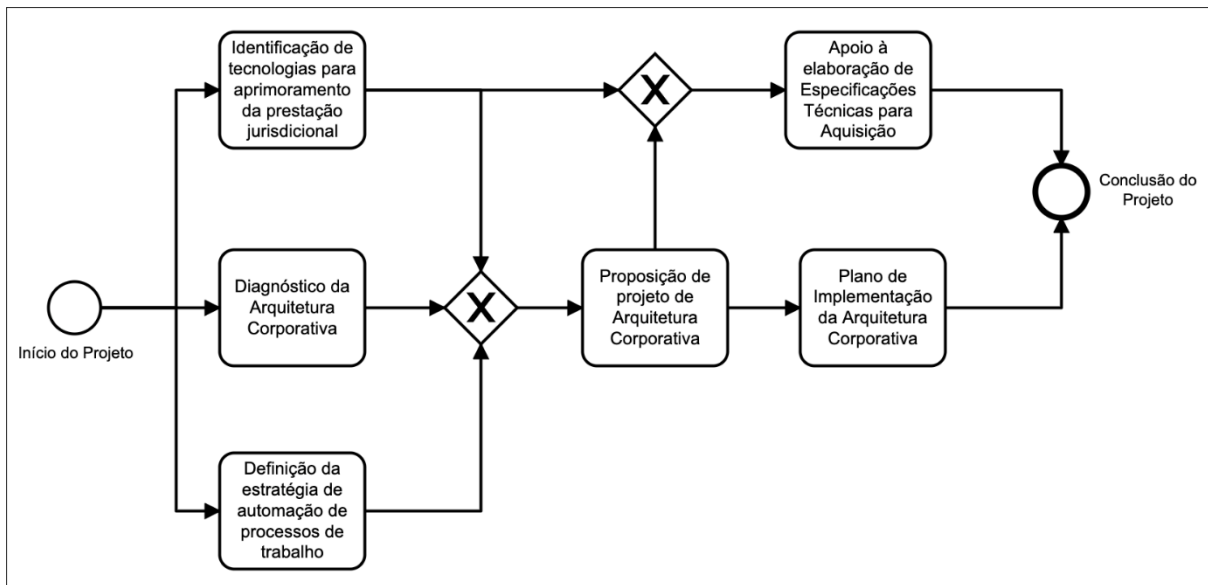 Identificação de
tecnologias para
aprimoramento
da prestação
jurisdicional
X
Apoio à
elaboração de
Especificações
Técnicas para
Aquisição
Conclusão do
Projeto
Início do Projeto
Diagnóstico da
Arquitetura
Corporativa
X
Proposição de
projeto de
Arquitetura
Corporativa
Plano de
Implementação
da Arquitetura
Corporativa
Definição da
estratégia de
automação de
processos de
trabalho